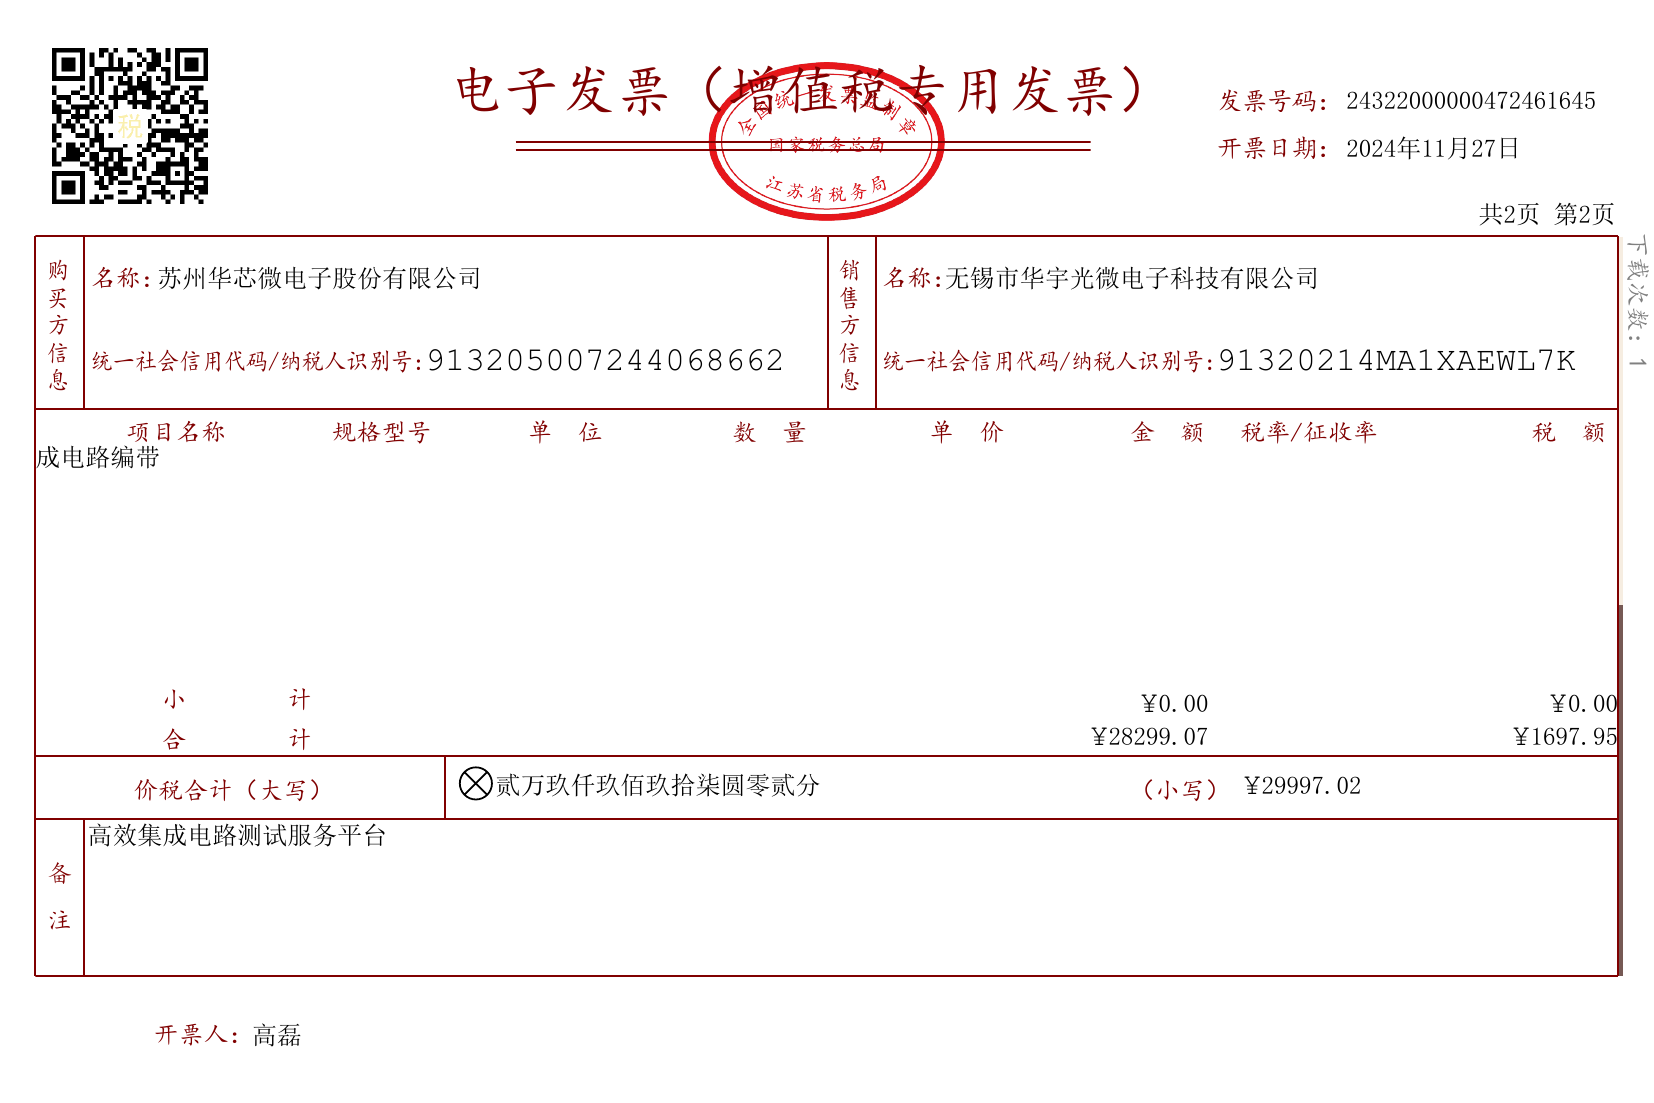 电子发票（增值税专用发票）
全国统一发票监制章
国家税务总局
江苏省税务局
税
发票号码：24322000000472461645
开票日期：2024年11月27日
共2页 第2页
下载次数：1
购买方信息
名称：苏州华芯微电子股份有限公司
统一社会信用代码/纳税人识别号：913205007244068662
销售方信息
名称：无锡市华宇光微电子科技有限公司
统一社会信用代码/纳税人识别号：91320214MA1XAEWL7K
项目名称 规格型号 单 位 数 量 单 价 金 额 税率/征收率 税 额
成电路编带
小 计 ¥0.00 ¥0.00
合 计 ¥28299.07 ¥1697.95
价税合计（大写） ⊗贰万玖仟玖佰玖拾柒圆零贰分 （小写） ¥29997.02
备注
高效集成电路测试服务平台
开票人：高磊